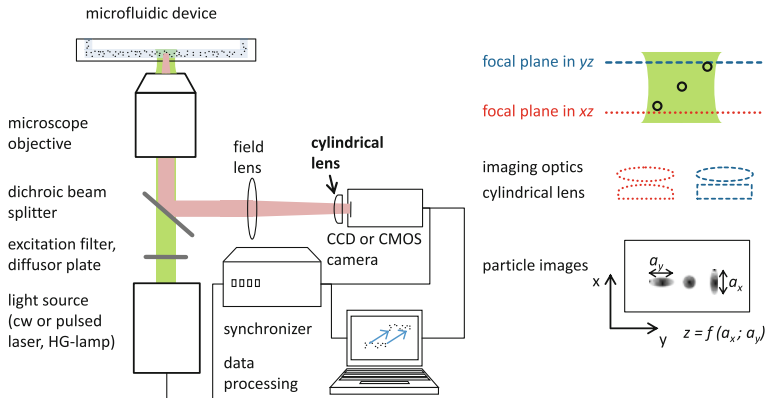 microfluidic device
microscope
objective
dichroic beam
splitter
excitation filter,
diffusor plate
light source
(cw or pulsed
laser, HG-lamp)
field
lens
cylindrical
lens
CCD or CMOS
camera
synchronizer
data
processing
focal plane in yz
focal plane in xz
imaging optics
cylindrical lens
particle images
a_y
a_x
x
y
z = f (a_x ; a_y)